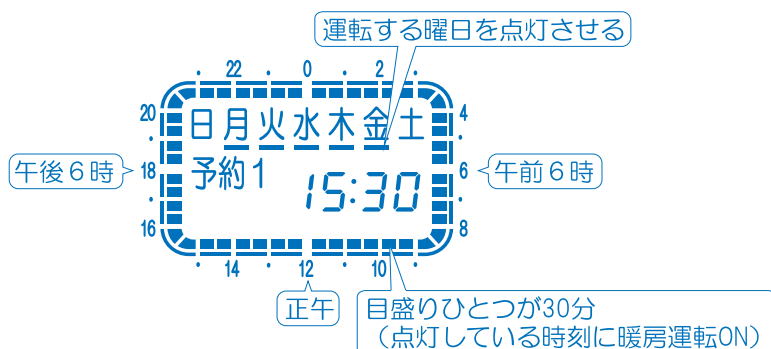 運転する曜日を点灯させる
22 0 2
20 4
日月火水木金土
午後6時 18 予約1 6 午前6時
15:30
16 8
14 12 10
正午
目盛りひとつが30分
(点灯している時刻に暖房運転ON)